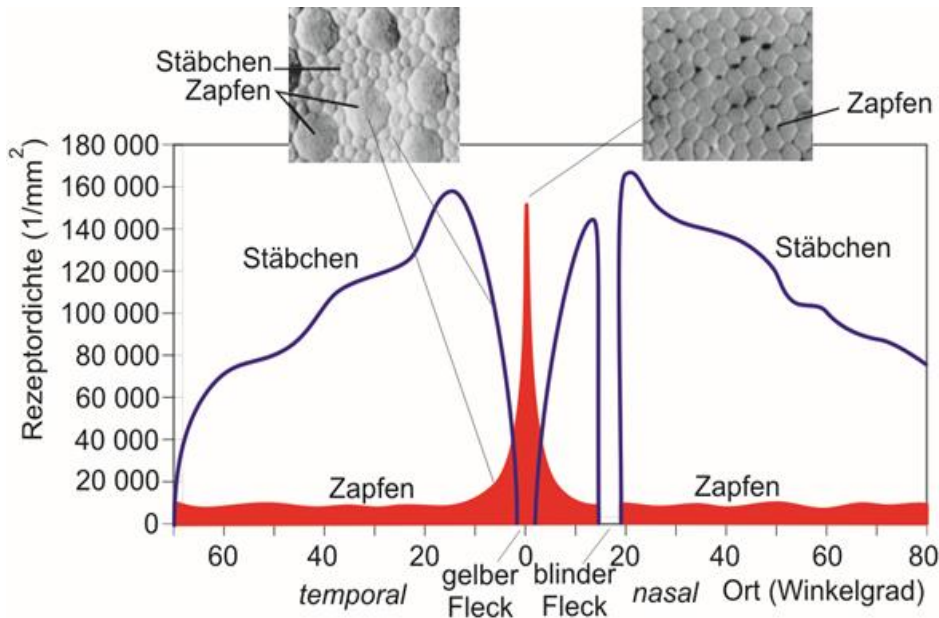 Stäbchen
Zapfen
Zapfen
Rezeptordichte (1/mm²)
180 000
160 000
140 000
120 000
100 000
80 000
60 000
40 000
20 000
0
Stäbchen
Stäbchen
Zapfen
Zapfen
60 40 20 0 20 40 60 80
temporal
gelber
Fleck
blinder
Fleck
nasal
Ort (Winkelgrad)